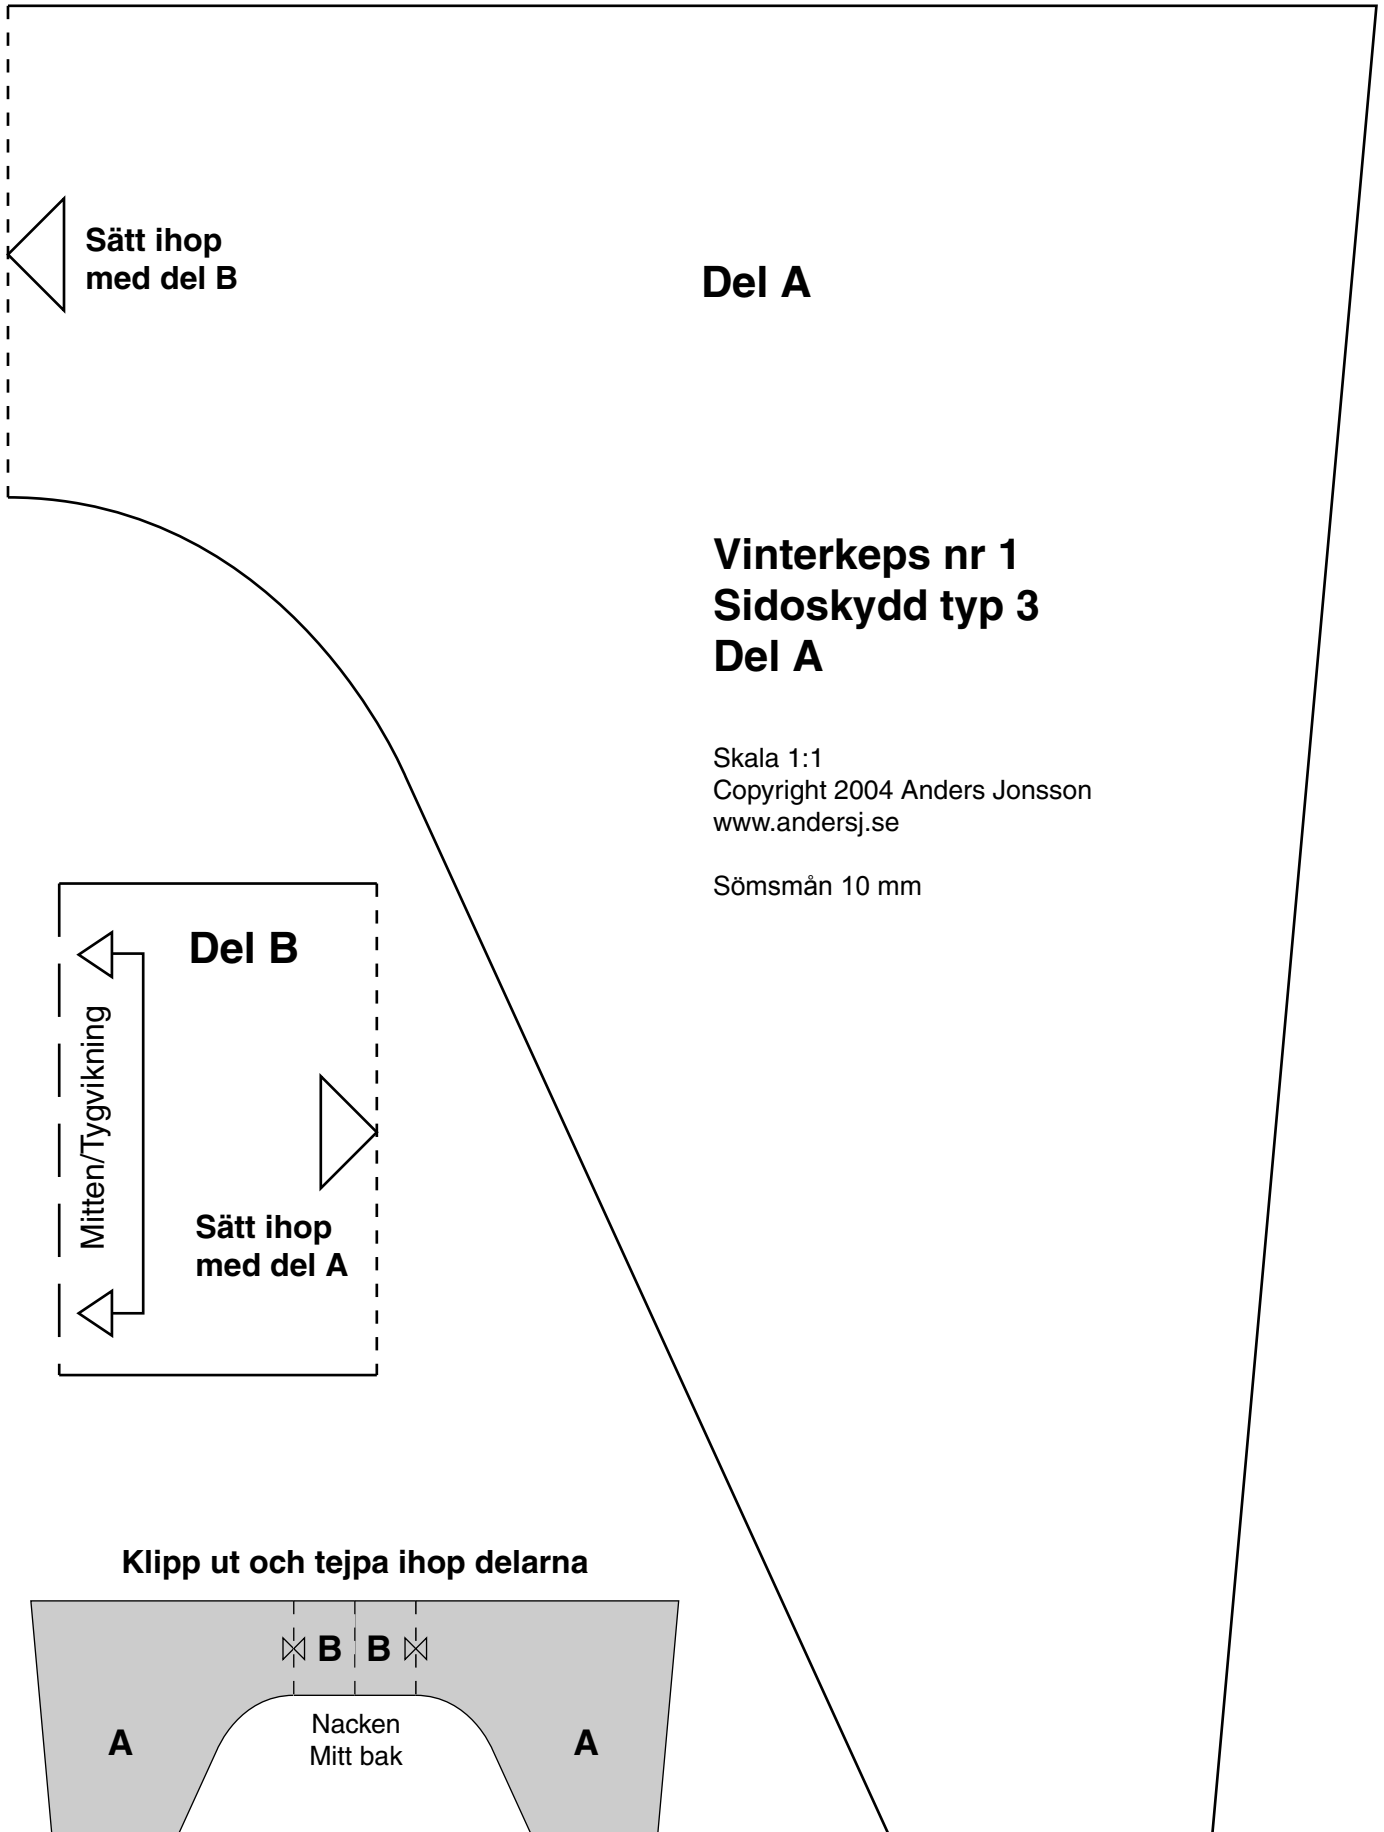 Sätt ihop
med del B
Del A
Vinterkeps nr 1
Sidoskydd typ 3
Del A
Skala 1:1
Copyright 2004 Anders Jonsson
www.andersj.se
Sömsmån 10 mm
Del B
Mitten/Tygvikning
Sätt ihop
med del A
Klipp ut och tejpa ihop delarna
B B
A
Nacken
Mitt bak
A